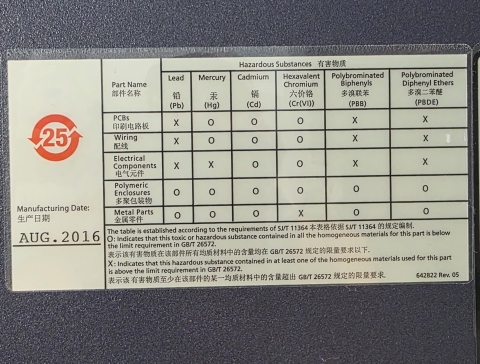 Hazardous Substances 有害物质
Part Name Lead Mercury Cadmium Hexavalent Chromium Polybrominated Biphenyls Polybrominated Diphenyl Ethers
部件名称 铅 汞 镉 六价铬 多溴联苯 多溴二苯醚
(Pb) (Hg) (Cd) (Cr(VI)) (PBB) (PBDE)
PCBs
印刷电路板 X O O O X X
Wiring
配线 X O O O X X
Electrical
Components
电气元件 X X O O X X
Polymeric
Enclosures
多聚包装物 O O O O O O
Metal Parts
金属零件 O O O X O O
25
Manufacturing Date:
生产日期
AUG.2016
The table is established according to the requirements of SJ/T 11364 本表格依据 SJ/T 11364 的规定编制.
O: Indicates that this toxic or hazardous substance contained in all the homogeneous materials for this part is below
the limit requirement in GB/T 26572.
表示该有害物质在该部件所有均质材料中的含量均在 GB/T 26572 规定的限量要求以下.
X: Indicates that this hazardous substance contained in at least one of the homogeneous materials used for this part
is above the limit requirement in GB/T 26572.
表示该有害物质至少在该部件的某一均质材料中的含量超出 GB/T 26572 规定的限量要求.
642822 Rev. 05